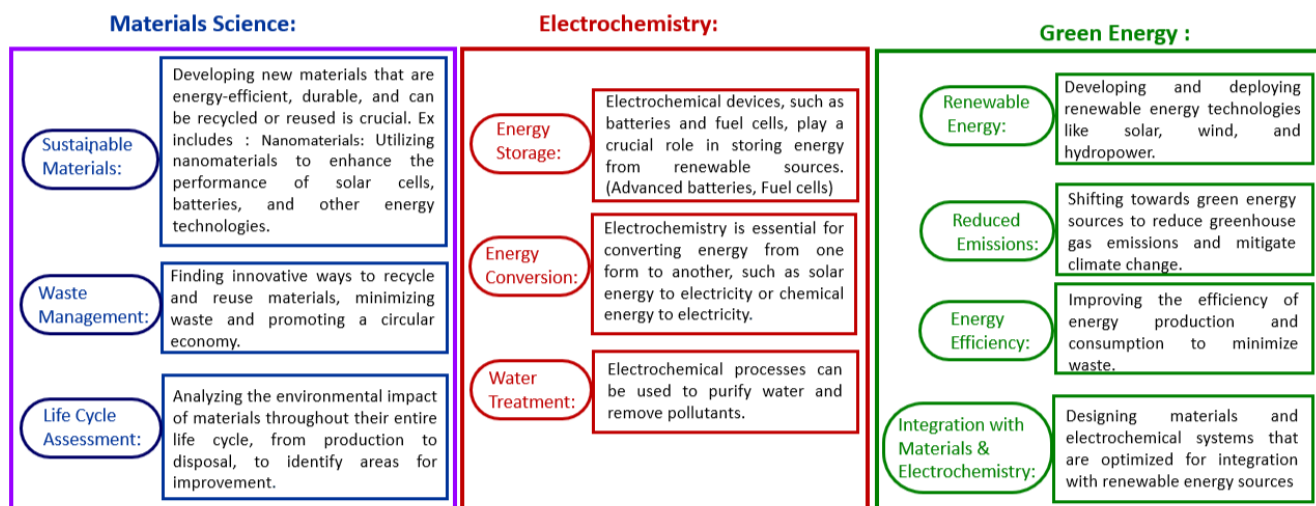 Materials Science:
Sustainable
Materials:
Developing new materials that are
energy-efficient, durable, and can
be recycled or reused is crucial. Ex
includes : Nanomaterials: Utilizing
nanomaterials to enhance the
performance of solar cells,
batteries, and other energy
technologies.
Waste
Management:
Finding innovative ways to recycle
and reuse materials, minimizing
waste and promoting a circular
economy.
Life Cycle
Assessment:
Analyzing the environmental impact
of materials throughout their entire
life cycle, from production to
disposal, to identify areas for
improvement.
Electrochemistry:
Energy
Storage:
Electrochemical devices, such as
batteries and fuel cells, play a
crucial role in storing energy
from renewable sources.
(Advanced batteries, Fuel cells)
Energy
Conversion:
Electrochemistry is essential for
converting energy from one
form to another, such as solar
energy to electricity or chemical
energy to electricity.
Water
Treatment:
Electrochemical processes can
be used to purify water and
remove pollutants.
Green Energy :
Renewable
Energy:
Developing and deploying
renewable energy technologies
like solar, wind, and
hydropower.
Reduced
Emissions:
Shifting towards green energy
sources to reduce greenhouse
gas emissions and mitigate
climate change.
Energy
Efficiency:
Improving the efficiency of
energy production and
consumption to minimize
waste.
Integration with
Materials &
Electrochemistry:
Designing materials and
electrochemical systems that
are optimized for integration
with renewable energy sources